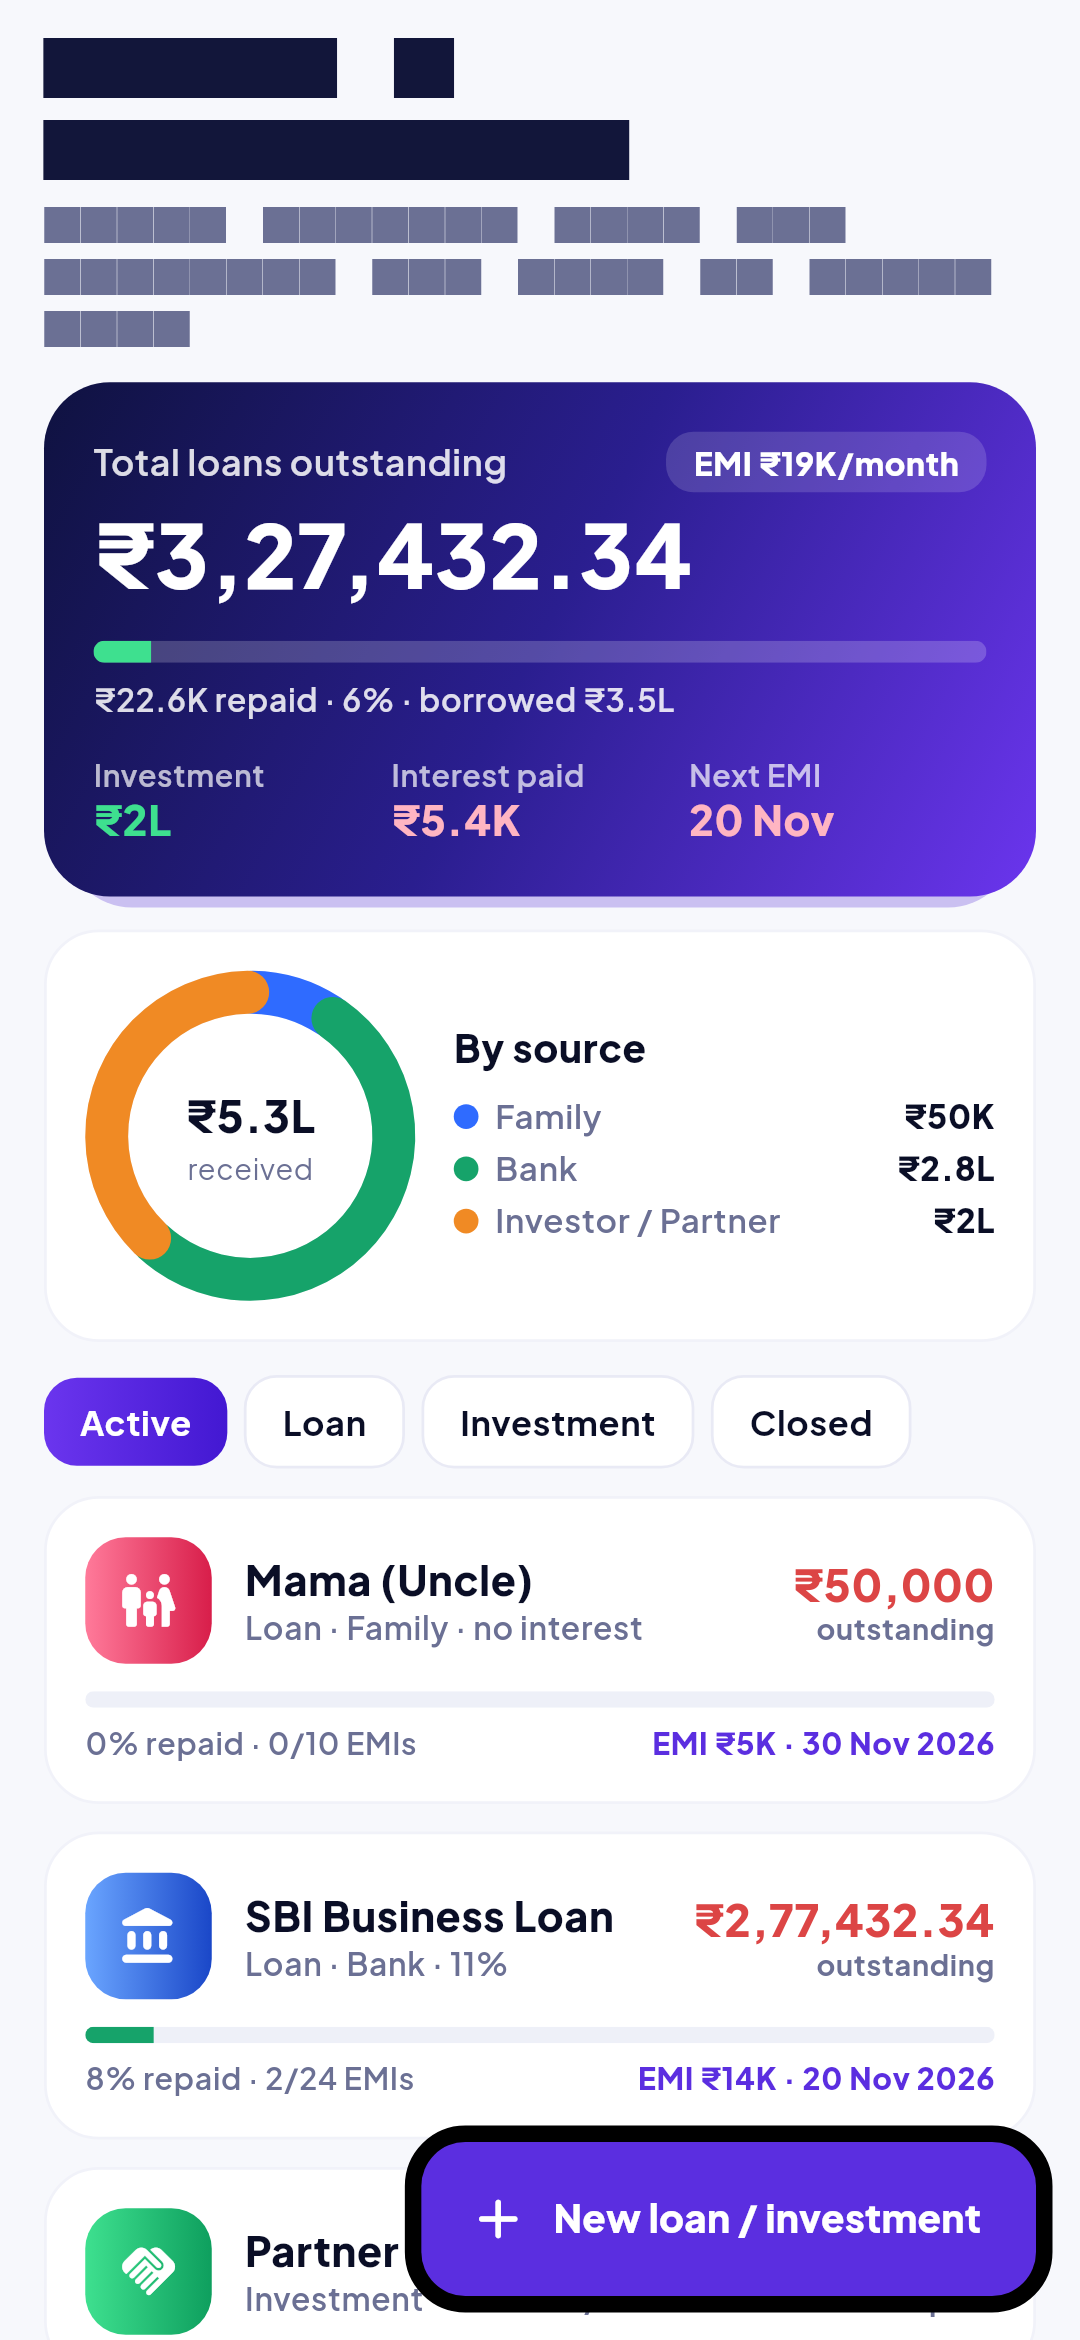 Total loans outstanding
EMI ₹19K/month
₹3,27,432.34
₹22.6K repaid · 6% · borrowed ₹3.5L
Investment
Interest paid
Next EMI
₹2L
₹5.4K
20 Nov
By source
₹5.3L
received
Family ₹50K
Bank ₹2.8L
Investor / Partner ₹2L
Active
Loan
Investment
Closed
Mama (Uncle)
₹50,000
Loan · Family · no interest
outstanding
0% repaid · 0/10 EMIs
EMI ₹5K · 30 Nov 2026
SBI Business Loan
₹2,77,432.34
Loan · Bank · 11%
outstanding
8% repaid · 2/24 EMIs
EMI ₹14K · 20 Nov 2026
New loan / investment
Partner
Investment